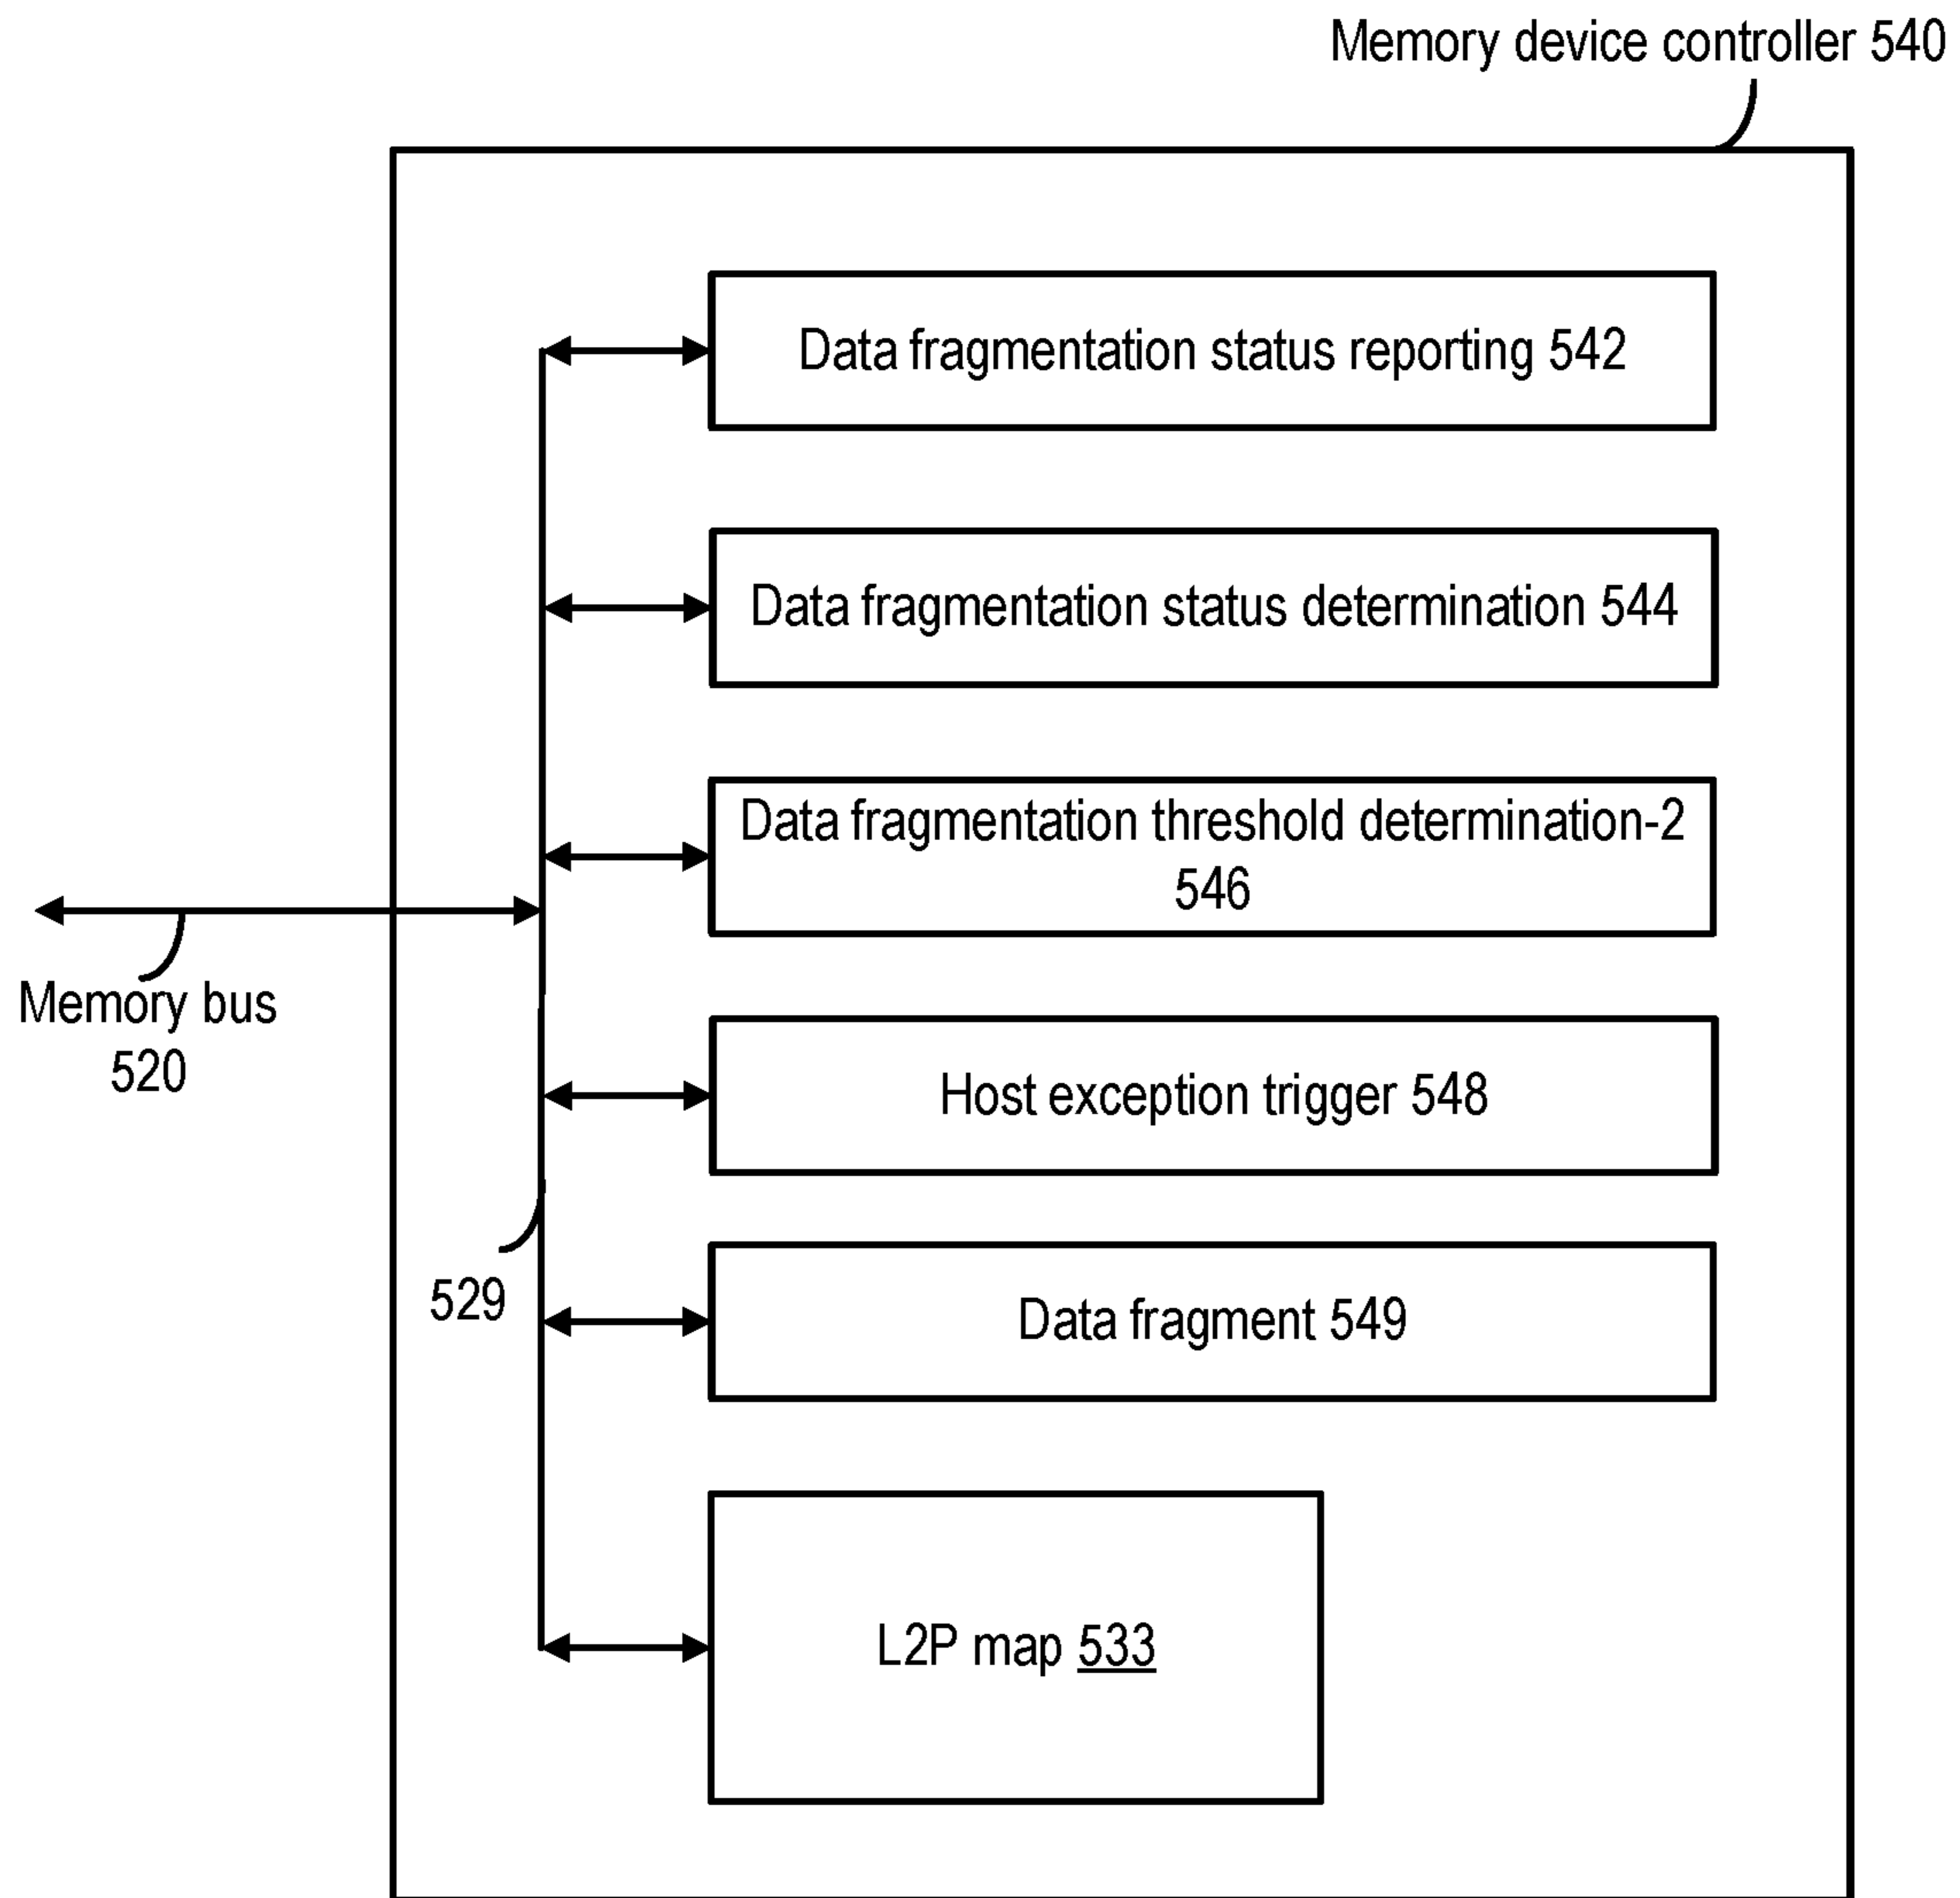 Memory device controller 540
Data fragmentation status reporting 542
Data fragmentation status determination 544
Data fragmentation threshold determination-2
546
Memory bus
520
Host exception trigger 548
529
Data fragment 549
L2P map 533